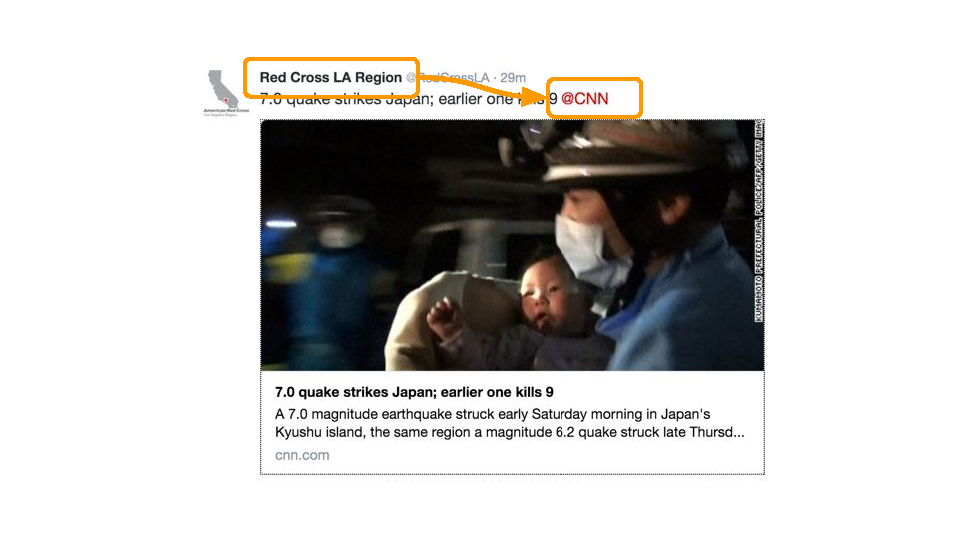 Red Cross LA Region @RedCrossLA · 29m
7.0 quake strikes Japan; earlier one kills 9 @CNN
American Red Cross
Los Angeles Region
KUMAMOTO PREFECTURAL POLICE/AFP/GETTY IMAG
7.0 quake strikes Japan; earlier one kills 9
A 7.0 magnitude earthquake struck early Saturday morning in Japan's
Kyushu island, the same region a magnitude 6.2 quake struck late Thursd...
cnn.com